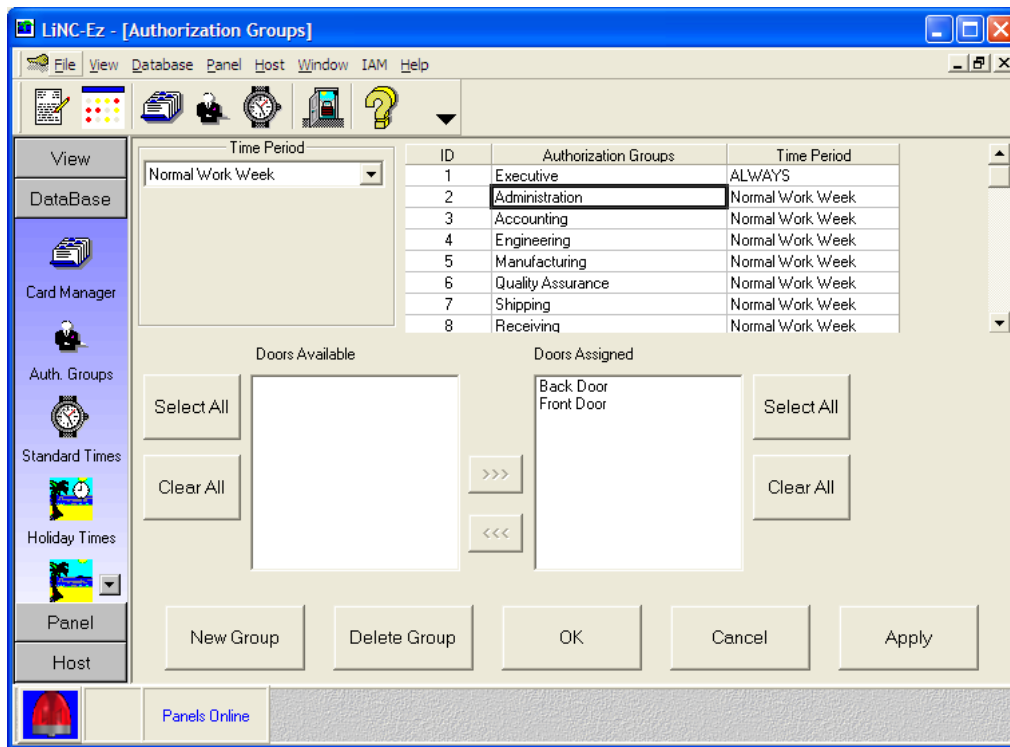 LiNC-Ez - [Authorization Groups]
File View Database Panel Host Window IAM Help
View
DataBase
Card Manager
Auth. Groups
Standard Times
Holiday Times
Panel
Host
Time Period
Normal Work Week
ID Authorization Groups Time Period
1 Executive ALWAYS
2 Administration Normal Work Week
3 Accounting Normal Work Week
4 Engineering Normal Work Week
5 Manufacturing Normal Work Week
6 Quality Assurance Normal Work Week
7 Shipping Normal Work Week
8 Receiving Normal Work Week
Doors Available
Doors Assigned
Select All
Clear All
>>>
<<<
Back Door
Front Door
Select All
Clear All
New Group
Delete Group
OK
Cancel
Apply
Panels Online